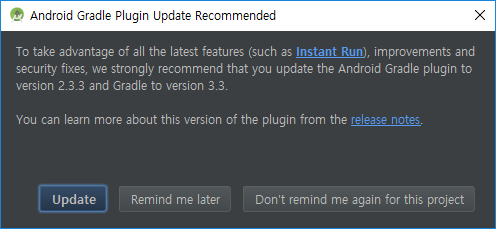 Android Gradle Plugin Update Recommended
To take advantage of all the latest features (such as Instant Run), improvements and
security fixes, we strongly recommend that you update the Android Gradle plugin to
version 2.3.3 and Gradle to version 3.3.
You can learn more about this version of the plugin from the release notes.
Update Remind me later Don't remind me again for this project